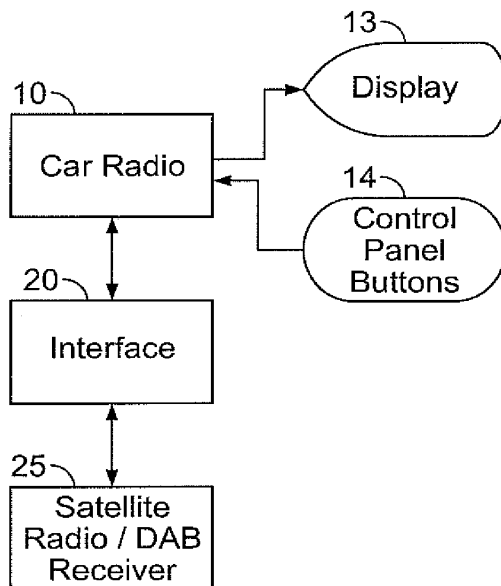 13
Display
10
Car Radio
14
Control
Panel
Buttons
20
Interface
25
Satellite
Radio / DAB
Receiver